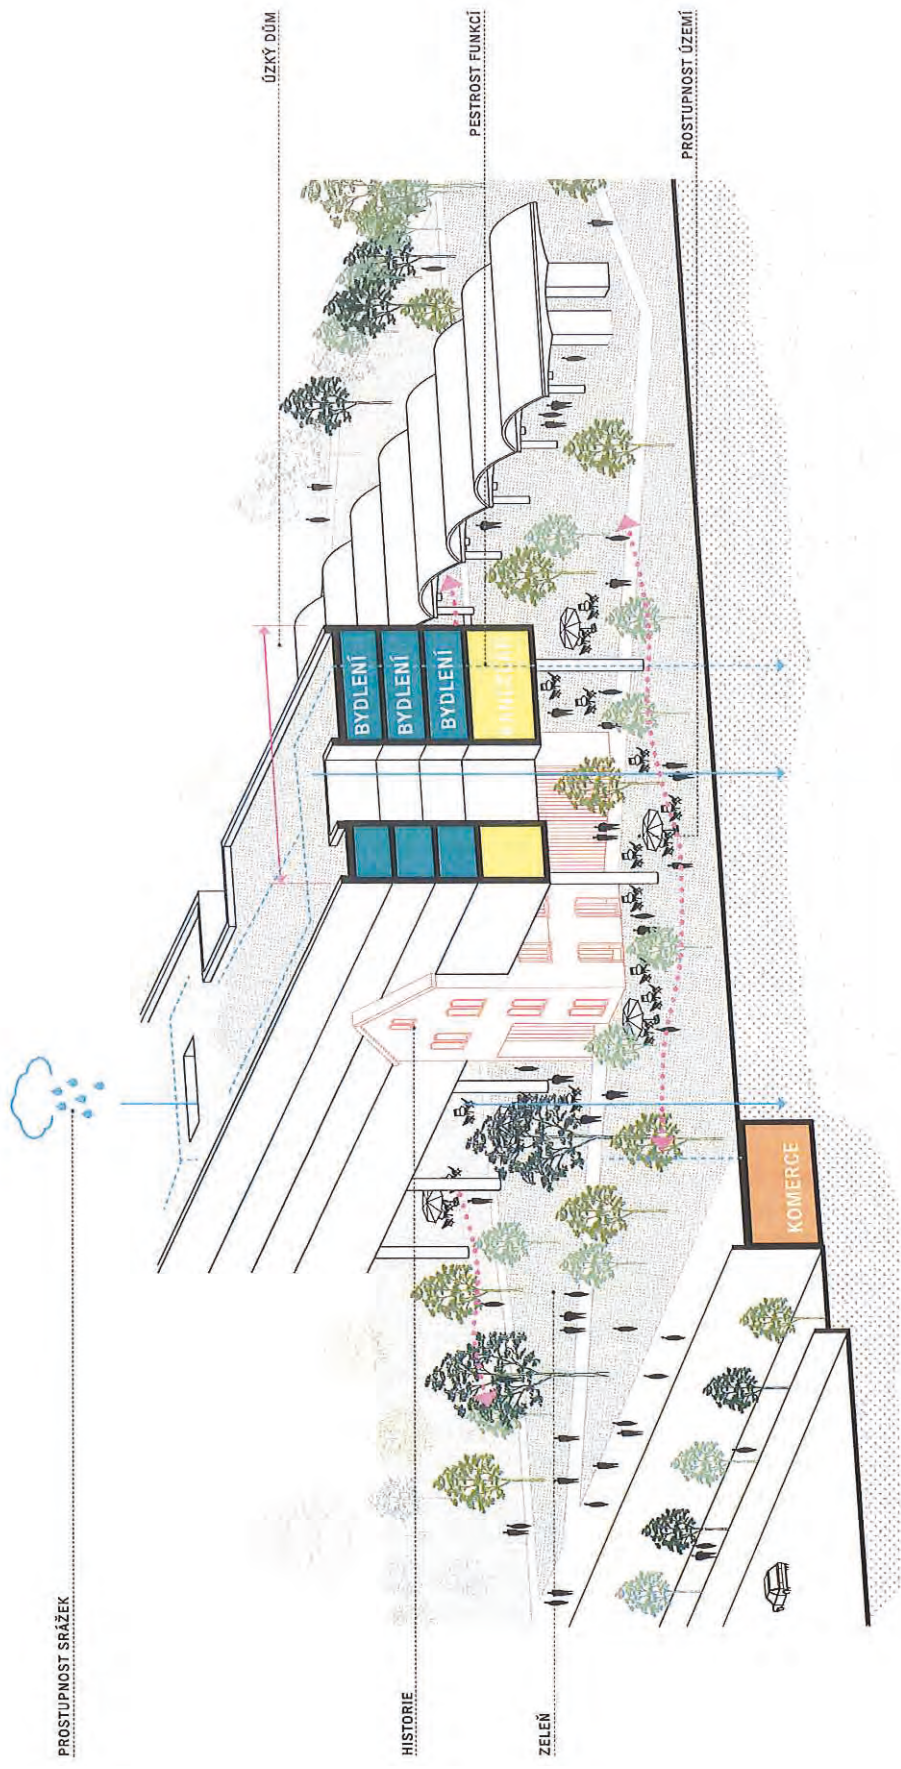 PROSTUPNOST SRÁŽEK
ÚZKÝ DŮM
BYDLENÍ
BYDLENÍ
HISTORIE
BYDLENÍ
PESTROST FUNKCÍ
ZELEŇ
PROSTUPNOST ÚZEMÍ
KOMERCE